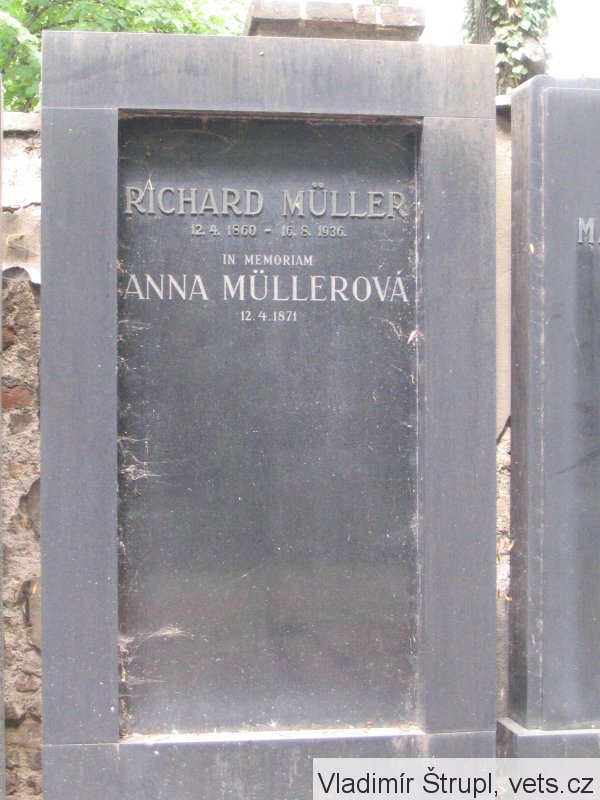 RICHARD MÜLLER
12. 4. 1860 - 16. 8. 1936.
IN MEMORIAM
ANNA MÜLLEROVÁ
12. 4. 1871
MA
Vladimír Štrupl, vets.cz